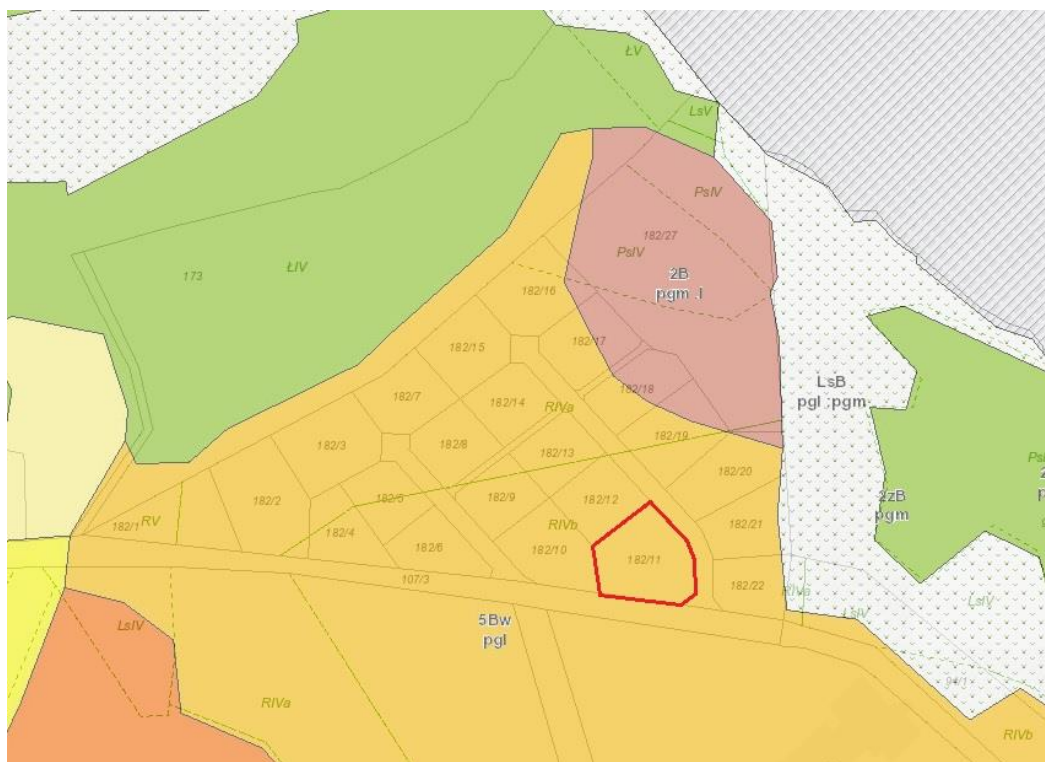 ŁV
LsV
PsIV
182/27
PsIV
2B
pgm .l
173
ŁIV
182/16
182/17
182/15
182/18
LsB
pgl :pgm
182/7
182/14
RIVa
182/3
182/8
182/19
182/13
182/20
182/2
182/5
182/9
182/12
2zB
pgm
182/1
RV
182/4
RIVb
182/21
182/6
182/10
182/11
107/3
182/22
RIVa
LsIV
LsIV
5Bw
pgl
LsIV
94/1
RIVa
RIVb